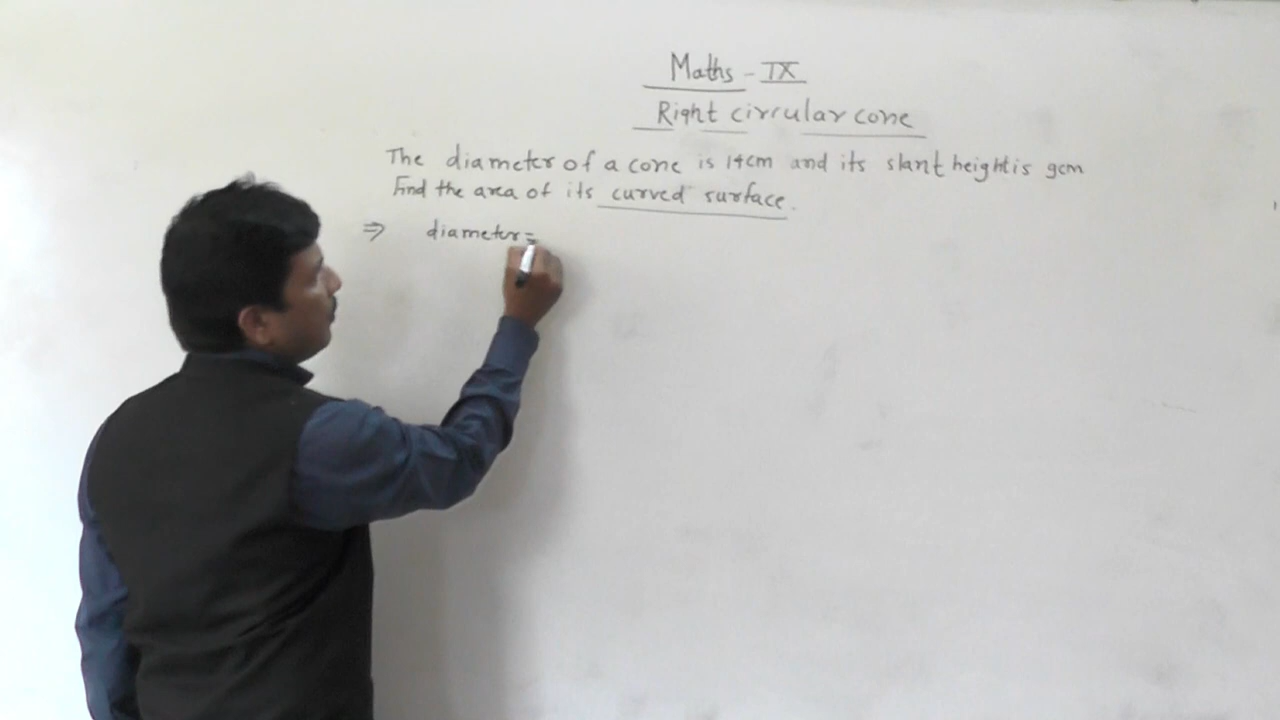 Maths - IX
Right circular cone
The diameter of a cone is 14cm and its slant height is 9cm
Find the area of its curved surface.
⇒ diameter =